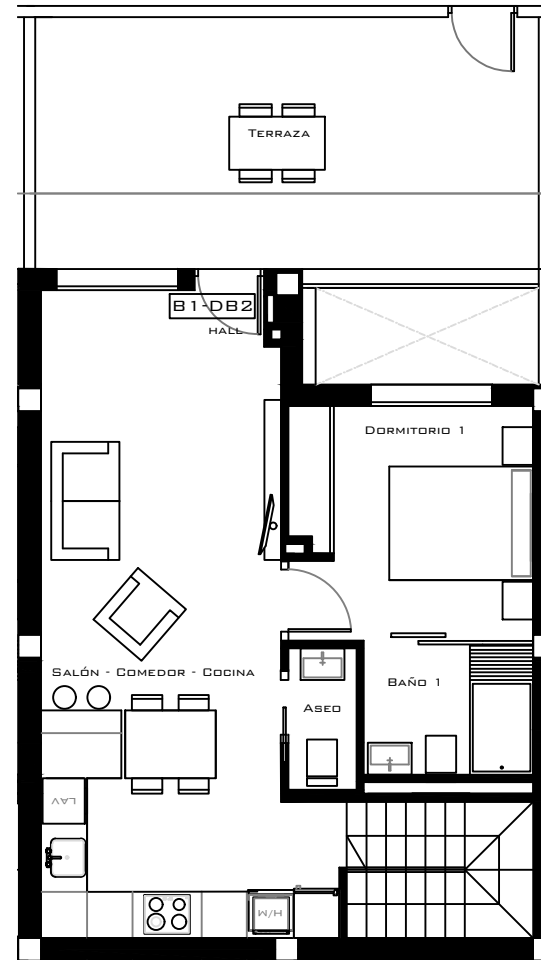 Terraza
B1-DB2
HALL
Dormitorio 1
Salón - Comedor - Cocina
Baño 1
Aseo
LAV
H/M